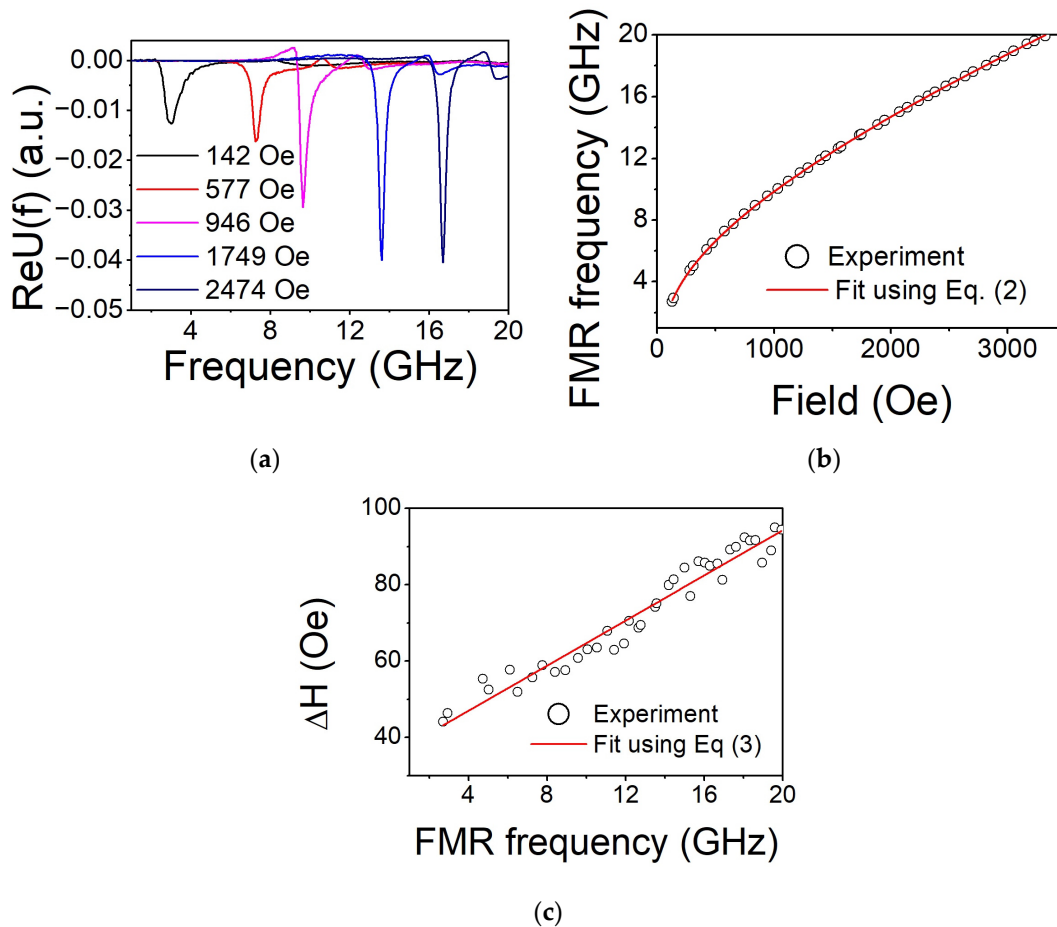 0.00
−0.01
−0.02
−0.03
−0.04
−0.05
ReU(f) (a.u.)
142 Oe
577 Oe
946 Oe
1749 Oe
2474 Oe
4 8 12 16 20
Frequency (GHz)
(a)
20
16
12
8
4
FMR frequency (GHz)
Experiment
Fit using Eq. (2)
0 1000 2000 3000
Field (Oe)
(b)
100
80
60
40
ΔH (Oe)
Experiment
Fit using Eq (3)
4 8 12 16 20
FMR frequency (GHz)
(c)